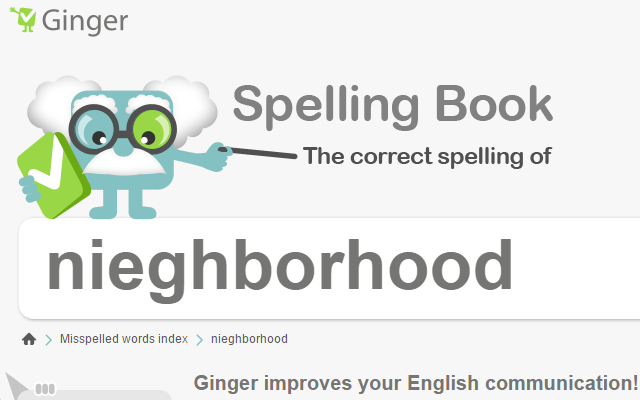 Ginger
Spelling Book
The correct spelling of
nieghborhood
Misspelled words index
nieghborhood
Ginger improves your English communication!